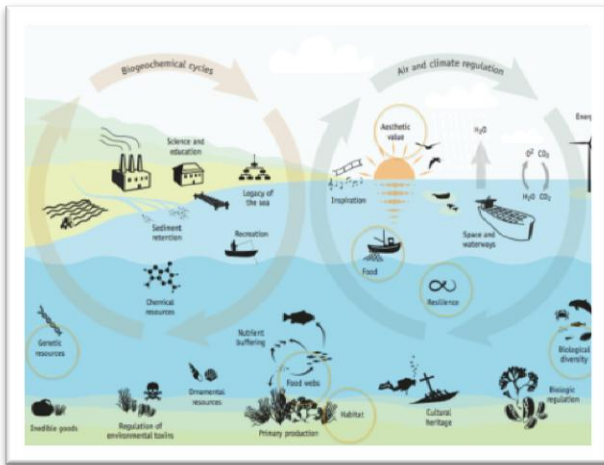 Biogeochemical cycles
Air and climate regulation
Aesthetic
value
H₂O
Energ
Science and
education
O² CO₂
H₂O CO₂
Legacy of
the sea
Inspiration
Sediment
retention
Recreation
Space and
waterways
Food
Chemical
resources
Resilience
Genetic
resources
Nutrient
buffering
Biological
diversity
Food webs
Ornamental
resources
Habitat
Inedible goods
Regulation of
environmental toxins
Primary production
Cultural
heritage
Biologic
regulation